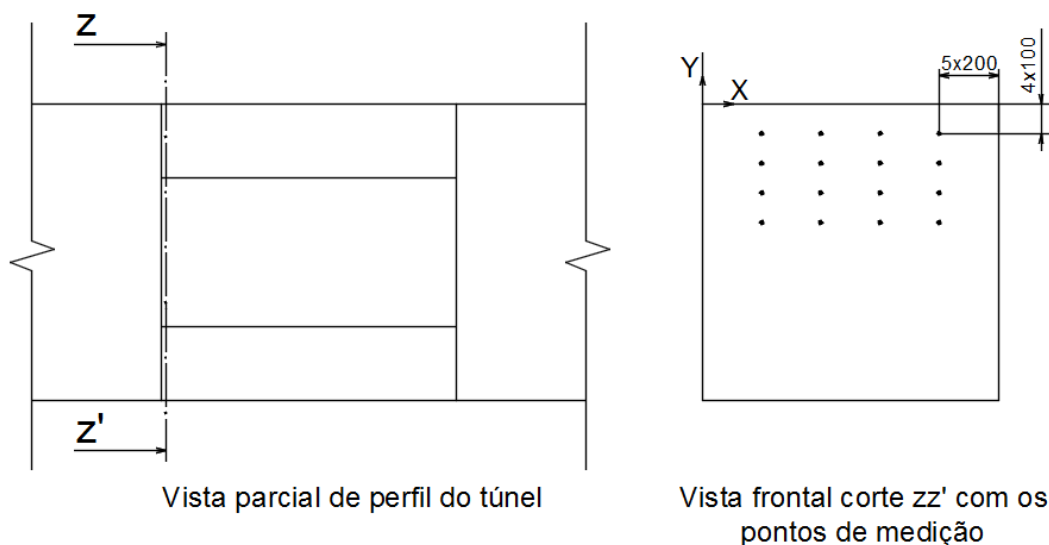 Z
Z'
Y
X
5x200
4x100
Vista parcial de perfil do túnel
Vista frontal corte zz' com os
pontos de medição